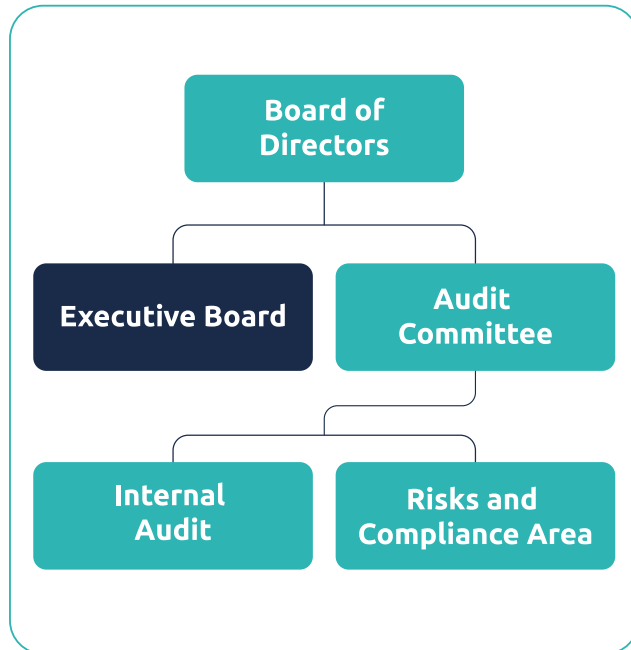 Board of
Directors
Executive Board
Audit
Committee
Internal
Audit
Risks and
Compliance Area